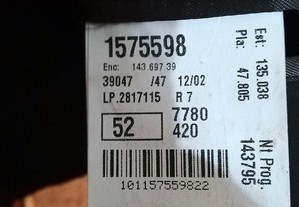 1575598
Enc: 143.697 39
39047 /47 12/02
LP.2817115 R 7
52
7780
420
101157559822
Est: 135.038
Pla: 47.805
Nt Prog.
143795